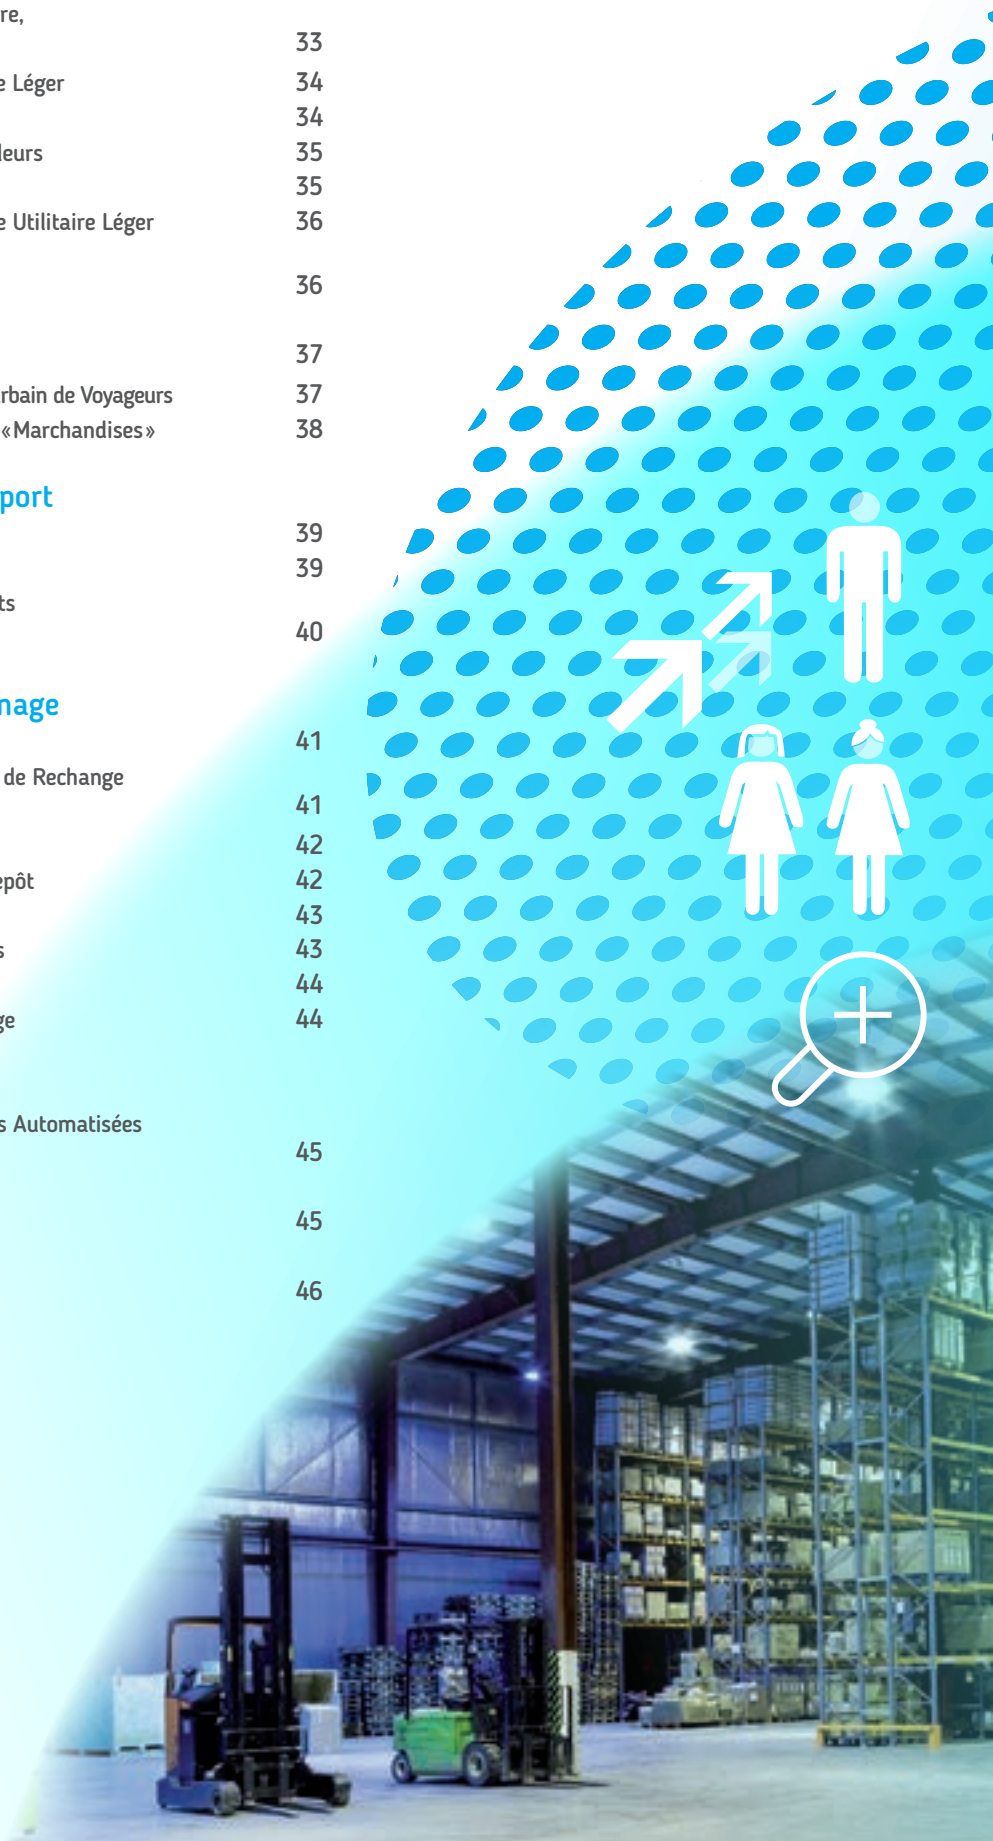 re,
33
e Léger 34
34
leurs 35
35
e Utilitaire Léger 36
36
37
rbain de Voyageurs 37
«Marchandises» 38
port
39
39
ts
40
nage
41
de Rechange
41
42
epôt 42
43
s 43
44
ge 44
s Automatisées
45
45
46